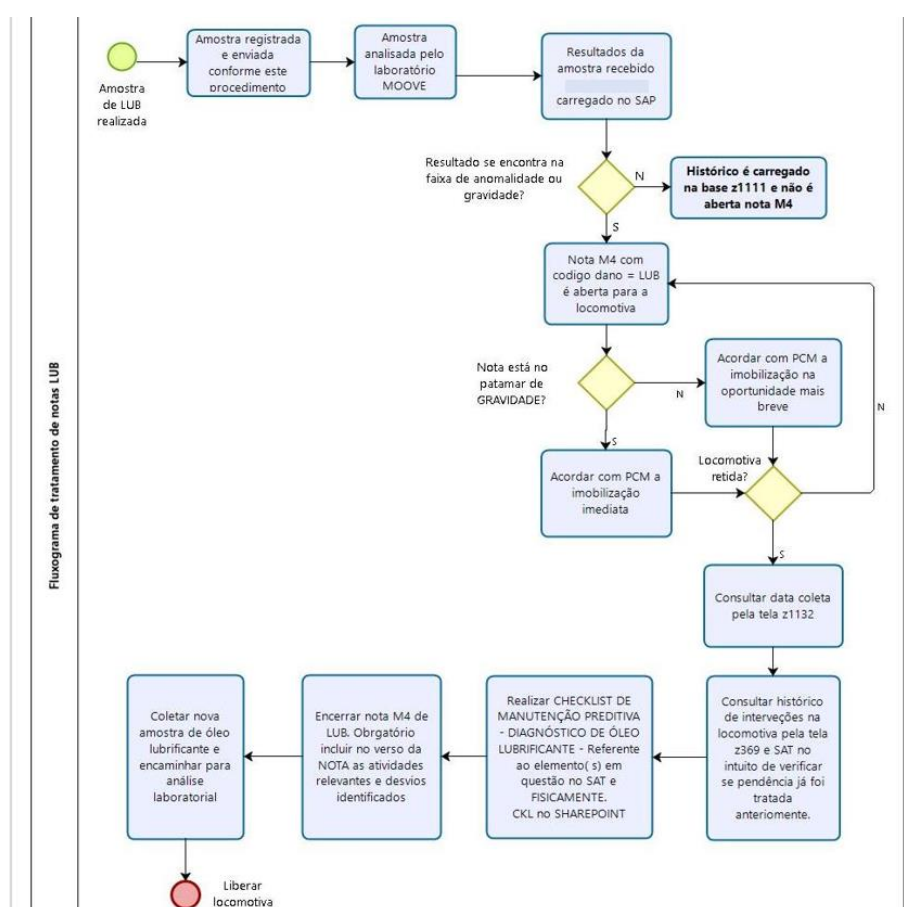 Fluxograma de tratamento de notas LUB
Amostra
de LUB
realizada
Amostra registrada
e enviada
conforme este
procedimento
Amostra
analisada pelo
laboratório
MOOVE
Resultados da
amostra recebido
carregado no SAP
Resultado se encontra na
faixa de anomalidade ou
gravidade?
N
Histórico é carregado
na base z1111 e não é
aberta nota M4
S
Nota M4 com
codigo dano = LUB
é aberta para a
locomotiva
Nota está no
patamar de
GRAVIDADE?
N
Acordar com PCM a
imobilização na
oportunidade mais
breve
N
S
Acordar com PCM a
imobilização
imediata
Locomotiva
retida?
S
Consultar data coleta
pela tela z1132
Consultar histórico
de interveções na
locomotiva pela tela
z369 e SAT no
intuito de verificar
se pendência já foi
tratada
anteriomente.
Realizar CHECKLIST DE
MANUTENÇÃO PREDITIVA
- DIAGNÓSTICO DE ÓLEO
LUBRIFICANTE - Referente
ao elemento( s) em
questão no SAT e
FISICAMENTE.
CKL no SHAREPOINT
Encerrar nota M4 de
LUB. Obrgatório
incluir no verso da
NOTA as atividades
relevantes e desvios
identificados
Coletar nova
amostra de óleo
lubrificante e
encaminhar para
análise
laboratorial
Liberar
locomotiva